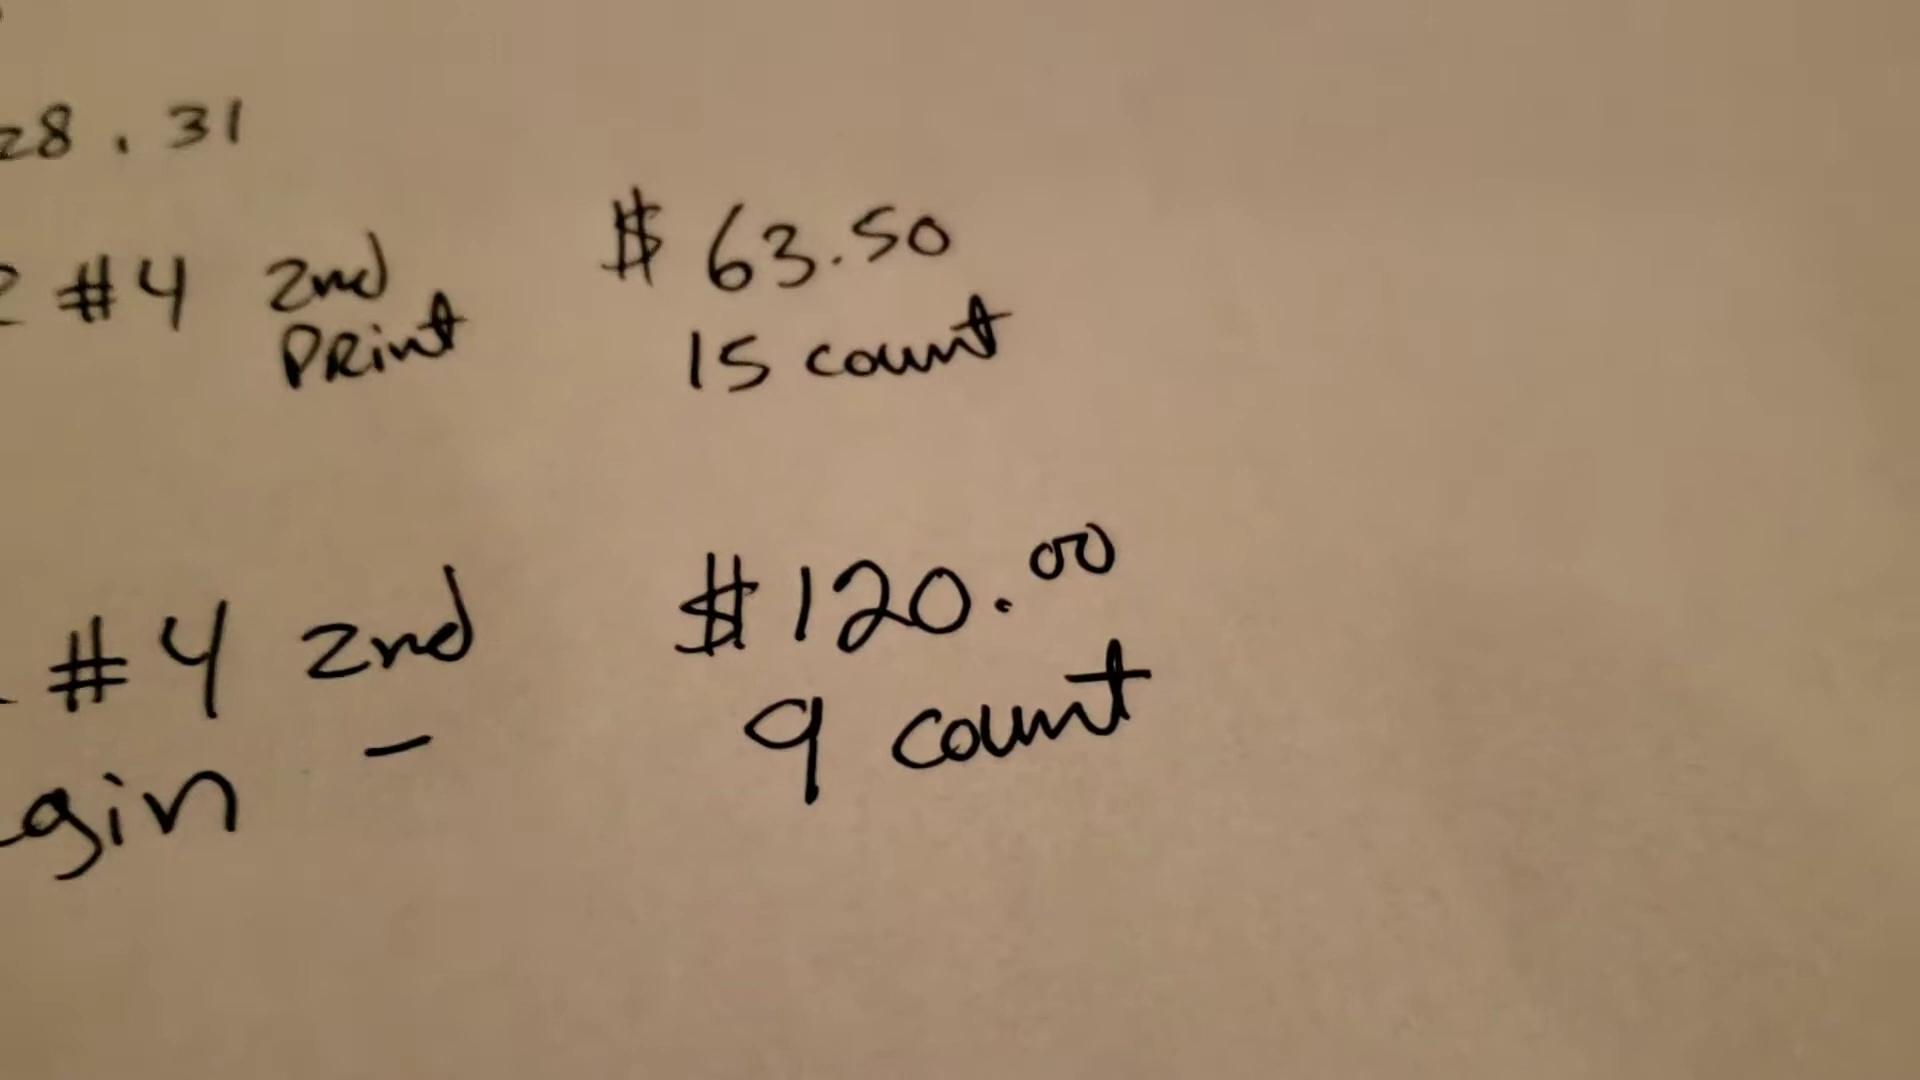 28.31
#4 2nd $63.50
PRint 15 count
#4 2nd $120.00
gin - 9 count